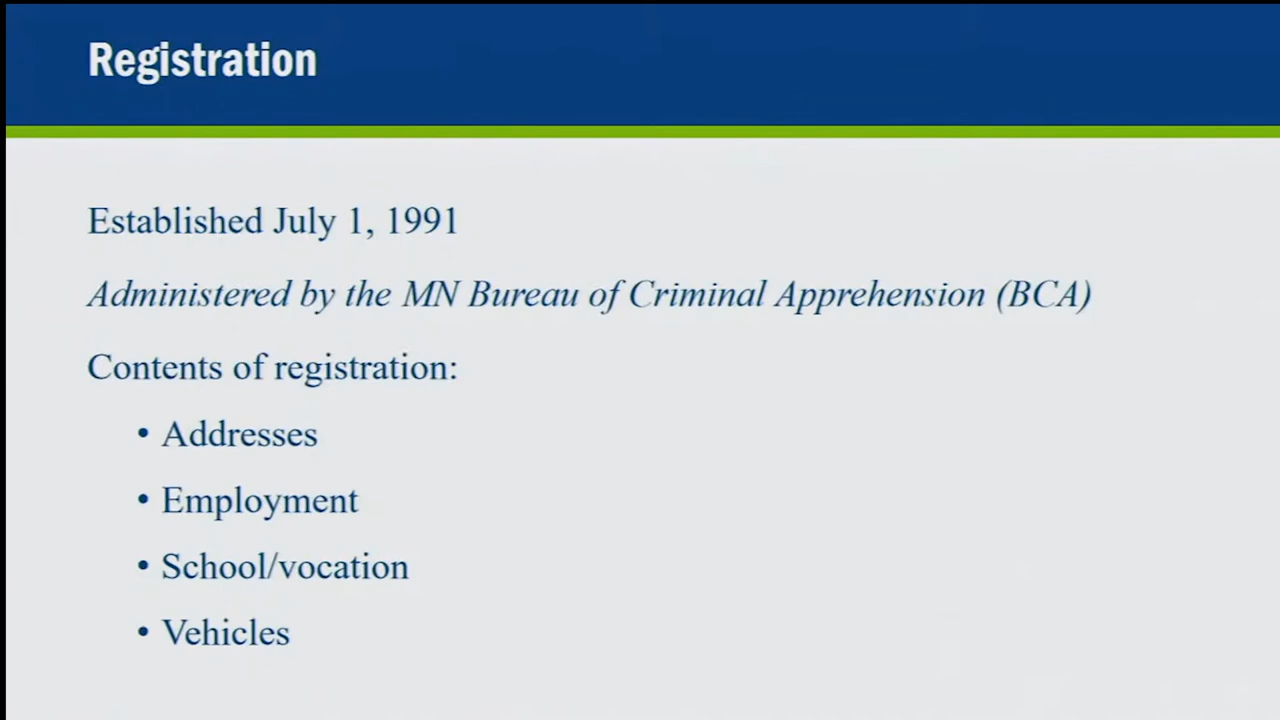 Registration
Established July 1, 1991
Administered by the MN Bureau of Criminal Apprehension (BCA)
Contents of registration:
• Addresses
• Employment
• School/vocation
• Vehicles